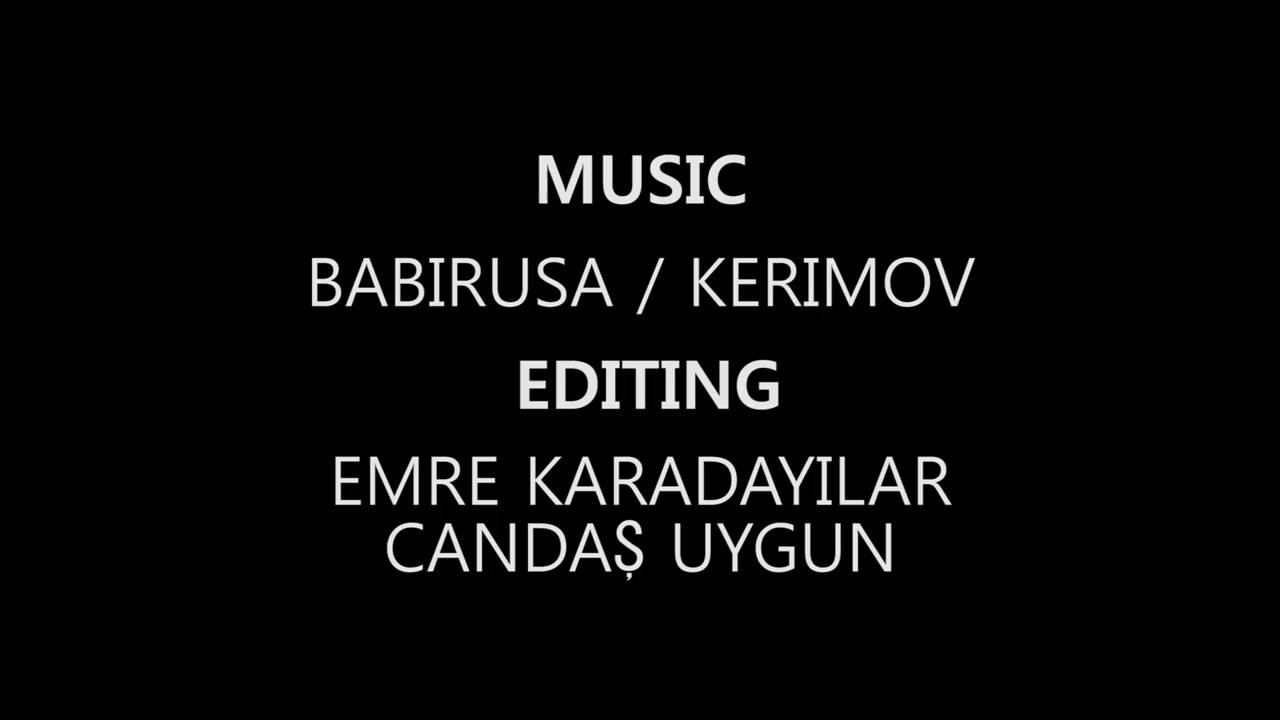 MUSIC
BABIRUSA / KERIMOV
EDITING
EMRE KARADAYILAR
CANDAŞ UYGUN